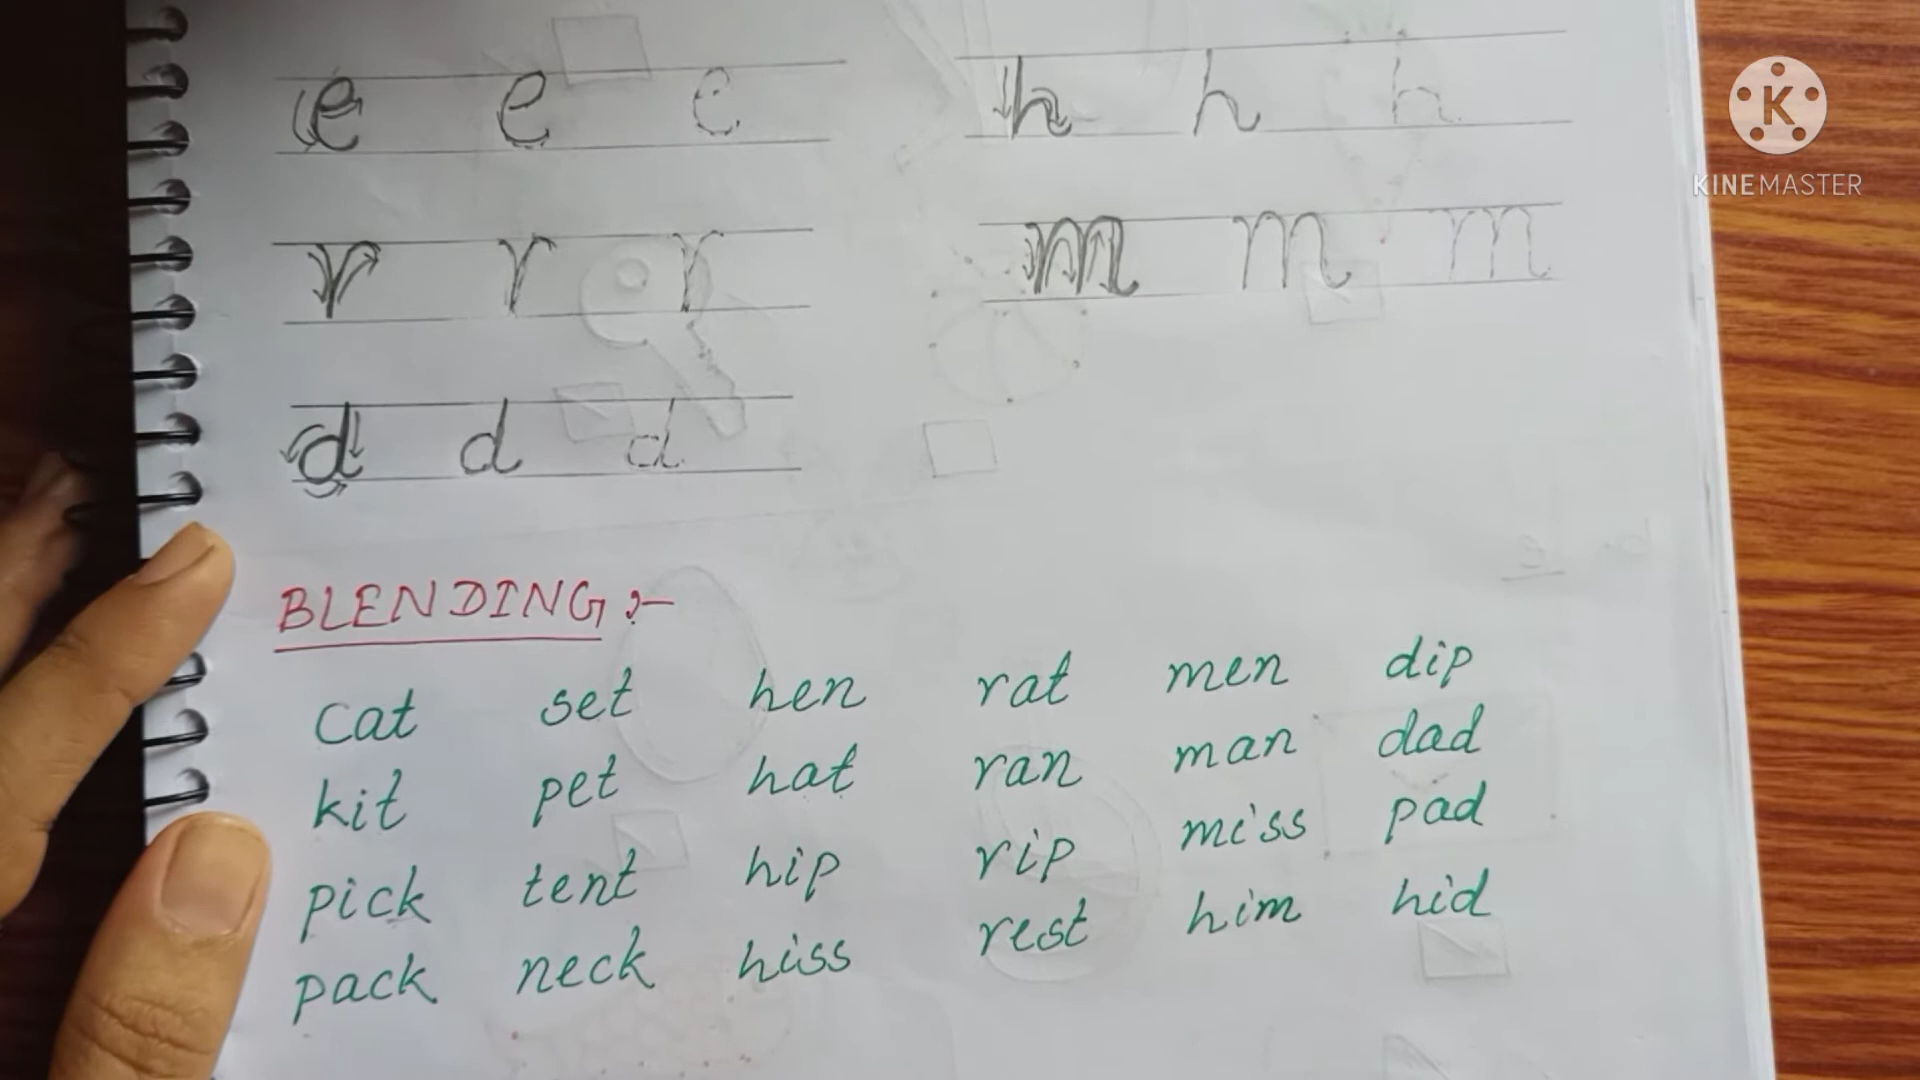 e e e h h h
KINEMASTER
r r r m m m
d d d
BLENDING :-
cat set hen rat men dip
kit pet hat ran man dad
pick tent hip rip miss pad
pack neck hiss rest him hid